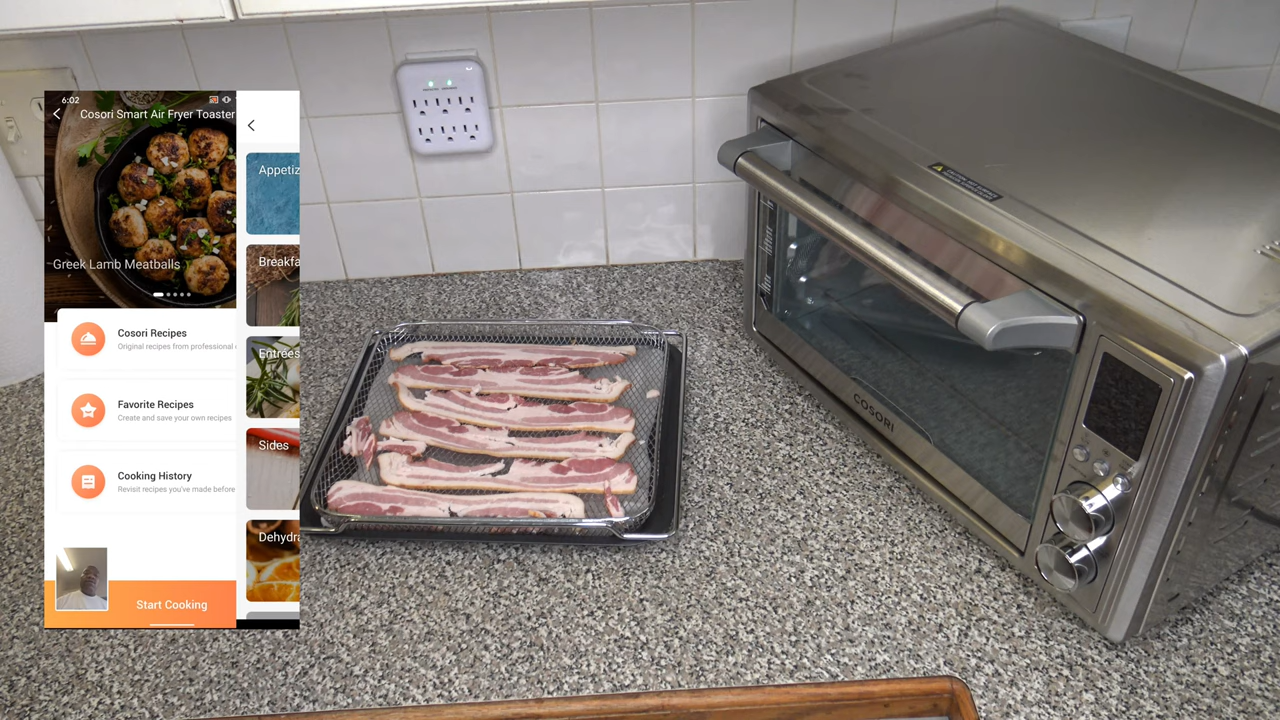 6:02
Cosori Smart Air Fryer Toaster
Greek Lamb Meatballs
Cosori Recipes
Original recipes from professional
Favorite Recipes
Create and save your own recipes
Cooking History
Revisit recipes you've made before
Start Cooking
Appetiz
Breakfa
Entrees
Sides
Dehydra
COSORI